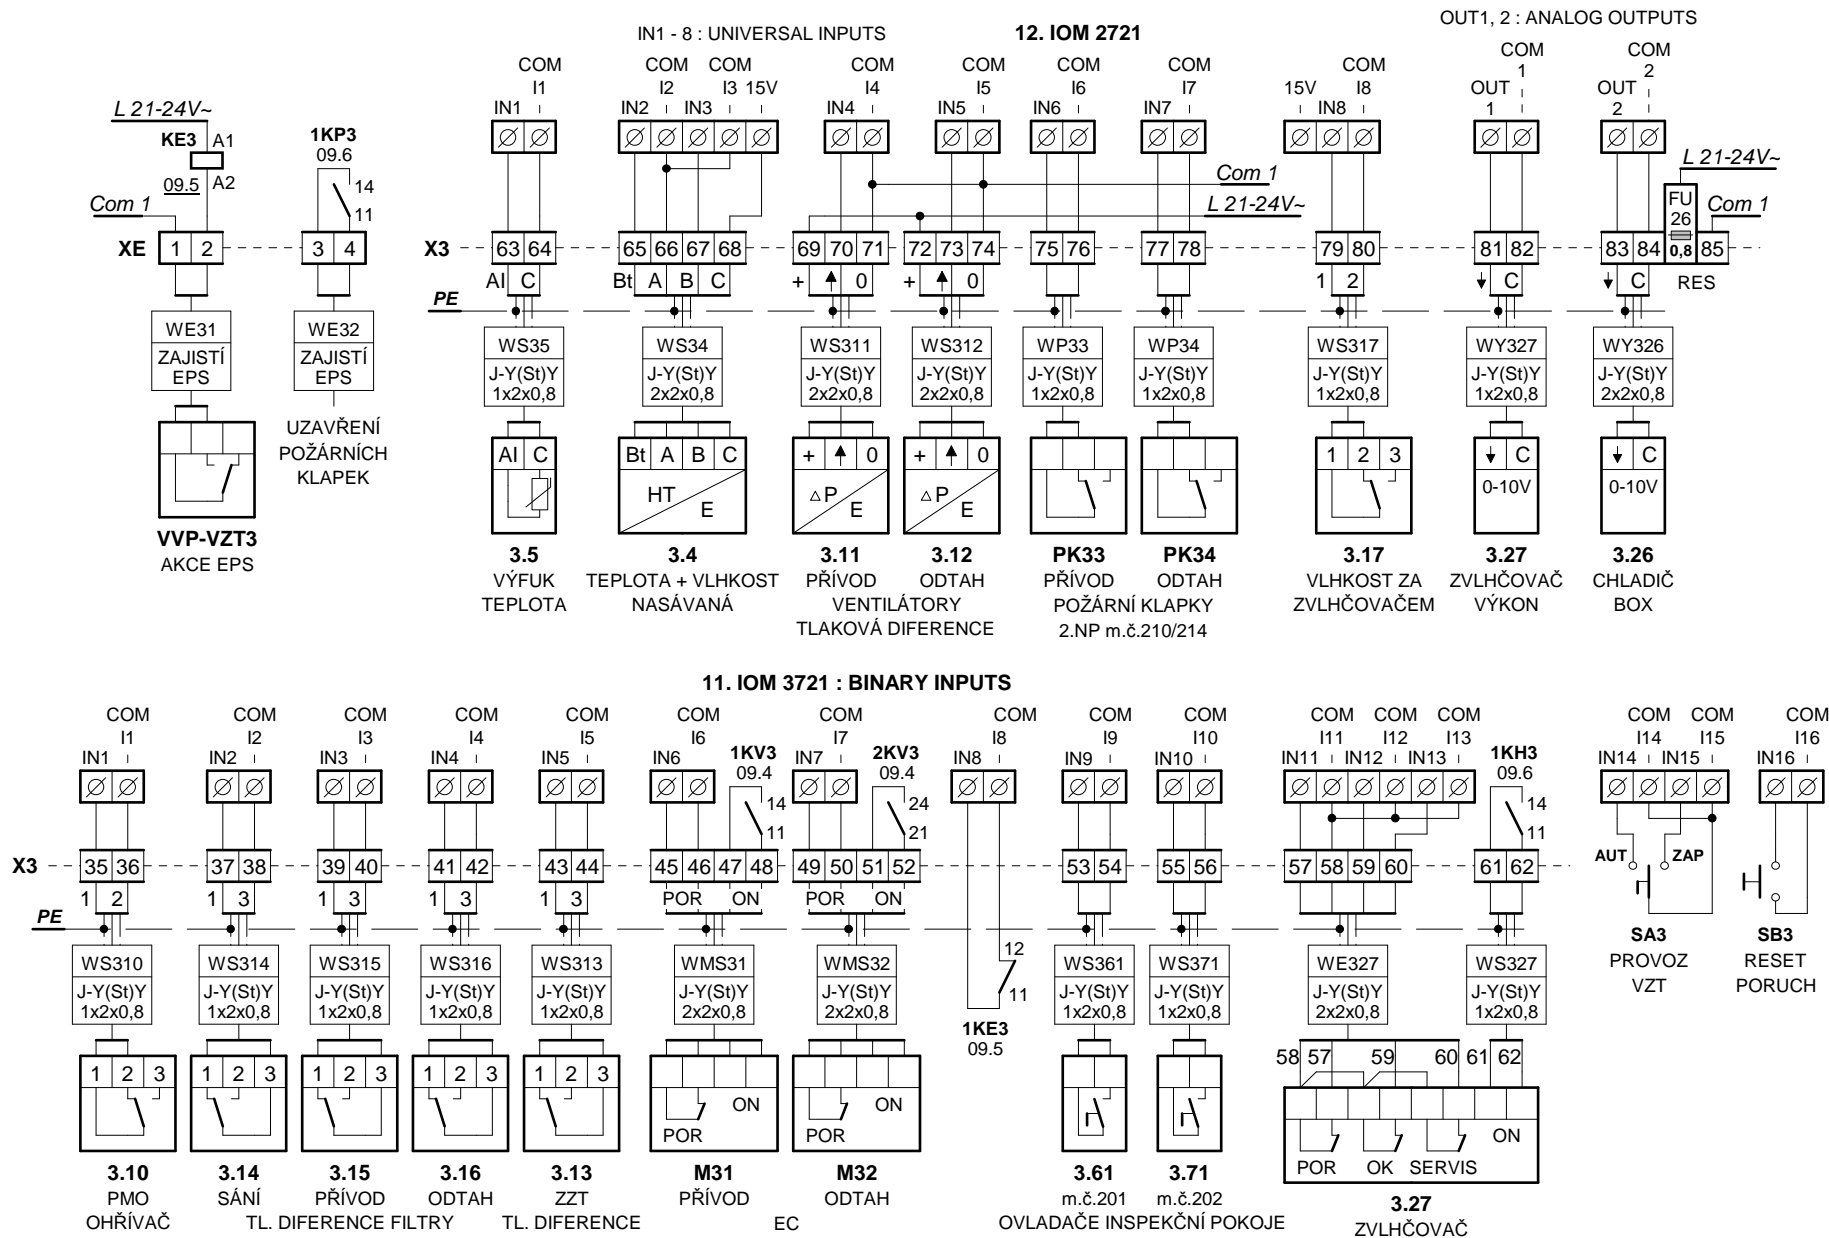 IN1 - 8 : UNIVERSAL INPUTS 12. IOM 2721 OUT1, 2 : ANALOG OUTPUTS
COM COM COM COM COM COM COM COM COM COM
I1 I2 I3 15V I4 I5 I6 I7 15V I8 1 2
IN1 IN2 IN3 IN4 IN5 IN6 IN7 IN8 OUT 1 OUT 2
L 21-24V~
KE3 A1 1KP3
09.6
09.5 A2 14
11
Com 1
Com 1
L 21-24V~
L 21-24V~
FU 26 0,8
Com 1
XE 1 2 3 4 X3 63 64 65 66 67 68 69 70 71 72 73 74 75 76 77 78 79 80 81 82 83 84 85
AI C Bt A B C + 0 + 0 1 2 C C RES
PE
WE31 WE32 WS35 WS34 WS311 WS312 WP33 WP34 WS317 WY327 WY326
ZAJISTÍ ZAJISTÍ J-Y(St)Y J-Y(St)Y J-Y(St)Y J-Y(St)Y J-Y(St)Y J-Y(St)Y J-Y(St)Y J-Y(St)Y J-Y(St)Y
EPS EPS 1x2x0,8 2x2x0,8 2x2x0,8 2x2x0,8 1x2x0,8 1x2x0,8 1x2x0,8 1x2x0,8 2x2x0,8
UZAVŘENÍ
POŽÁRNÍCH
KLAPEK
AI C Bt A B C + 0 + 0 1 2 3 C C
HT E △P E △P E 0-10V 0-10V
VVP-VZT3 3.5 3.4 3.11 3.12 PK33 PK34 3.17 3.27 3.26
AKCE EPS VÝFUK TEPLOTA + VLHKOST PŘÍVOD ODTAH PŘÍVOD ODTAH VLHKOST ZA ZVLHČOVAČ CHLADIČ
TEPLOTA NASÁVANÁ VENTILÁTORY POŽÁRNÍ KLAPKY ZVLHČOVAČEM VÝKON BOX
TLAKOVÁ DIFERENCE 2.NP m.č.210/214
11. IOM 3721 : BINARY INPUTS
COM COM COM COM COM COM COM COM COM COM COM COM COM COM COM COM
I1 I2 I3 I4 I5 I6 I7 I8 I9 I10 I11 I12 I13 I14 I15 I16
IN1 IN2 IN3 IN4 IN5 IN6 1KV3 IN7 2KV3 IN8 IN9 IN10 IN11 IN12 IN13 1KH3 IN14 IN15 IN16
09.4 09.4 09.6
14 24 14
11 21 11
X3 35 36 37 38 39 40 41 42 43 44 45 46 47 48 49 50 51 52 53 54 55 56 57 58 59 60 61 62 AUT ZAP
1 2 1 3 1 3 1 3 1 3 POR ON POR ON
PE
12
11
1KE3
09.5
SA3 SB3
PROVOZ RESET
VZT PORUCH
WS310 WS314 WS315 WS316 WS313 WMS31 WMS32 WS361 WS371 WE327 WS327
J-Y(St)Y J-Y(St)Y J-Y(St)Y J-Y(St)Y J-Y(St)Y J-Y(St)Y J-Y(St)Y J-Y(St)Y J-Y(St)Y J-Y(St)Y J-Y(St)Y
1x2x0,8 1x2x0,8 1x2x0,8 1x2x0,8 1x2x0,8 2x2x0,8 2x2x0,8 1x2x0,8 1x2x0,8 2x2x0,8 1x2x0,8
58 57 59 60 61 62
1 2 3 1 2 3 1 2 3 1 2 3 1 2 3
ON ON ON
POR POR POR OK SERVIS
3.10 3.14 3.15 3.16 3.13 M31 M32 3.61 3.71 3.27
PMO SÁNÍ PŘÍVOD ODTAH ZZT PŘÍVOD ODTAH m.č.201 m.č.202 ZVLHČOVAČ
OHŘÍVAČ TL. DIFERENCE FILTRY TL. DIFERENCE EC OVLADAČE INSPEKČNÍ POKOJE